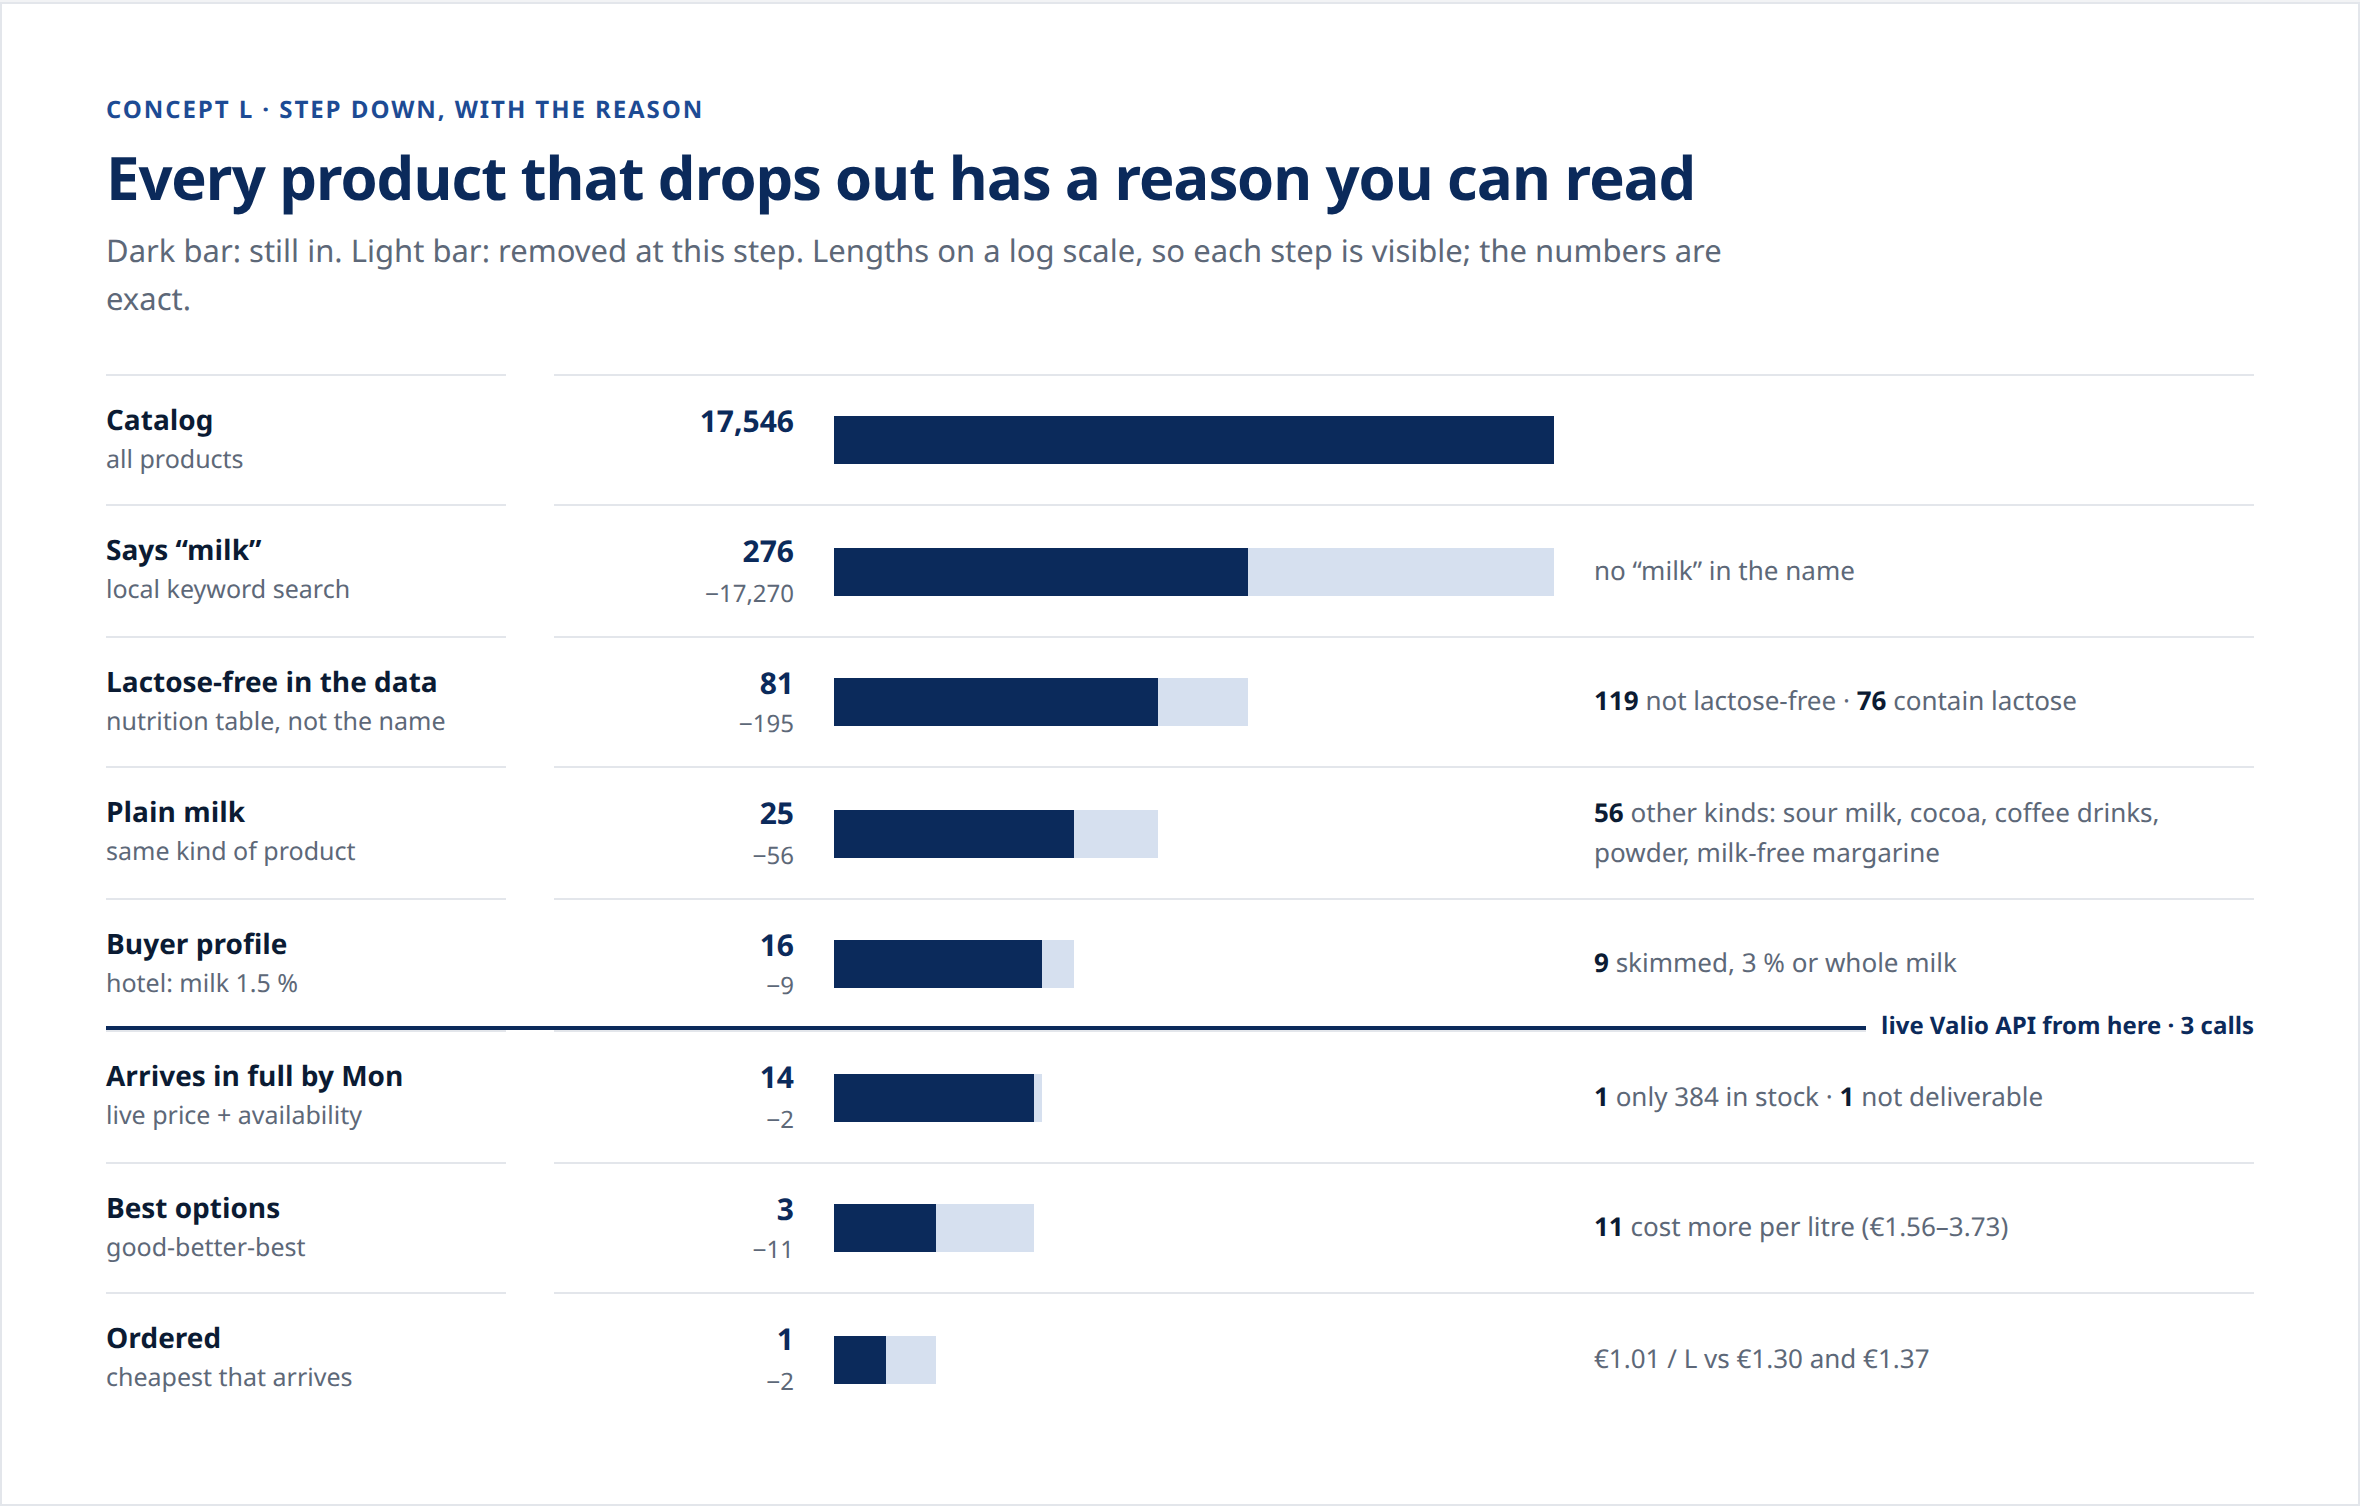 CONCEPT L · STEP DOWN, WITH THE REASON
Every product that drops out has a reason you can read
Dark bar: still in. Light bar: removed at this step. Lengths on a log scale, so each step is visible; the numbers are
exact.
Catalog
all products
17,546
Says “milk”
local keyword search
276
−17,270
no “milk” in the name
Lactose-free in the data
nutrition table, not the name
81
−195
119 not lactose-free · 76 contain lactose
Plain milk
same kind of product
25
−56
56 other kinds: sour milk, cocoa, coffee drinks,
powder, milk-free margarine
Buyer profile
hotel: milk 1.5 %
16
−9
9 skimmed, 3 % or whole milk
live Valio API from here · 3 calls
Arrives in full by Mon
live price + availability
14
−2
1 only 384 in stock · 1 not deliverable
Best options
good-better-best
3
−11
11 cost more per litre (€1.56–3.73)
Ordered
cheapest that arrives
1
−2
€1.01 / L vs €1.30 and €1.37